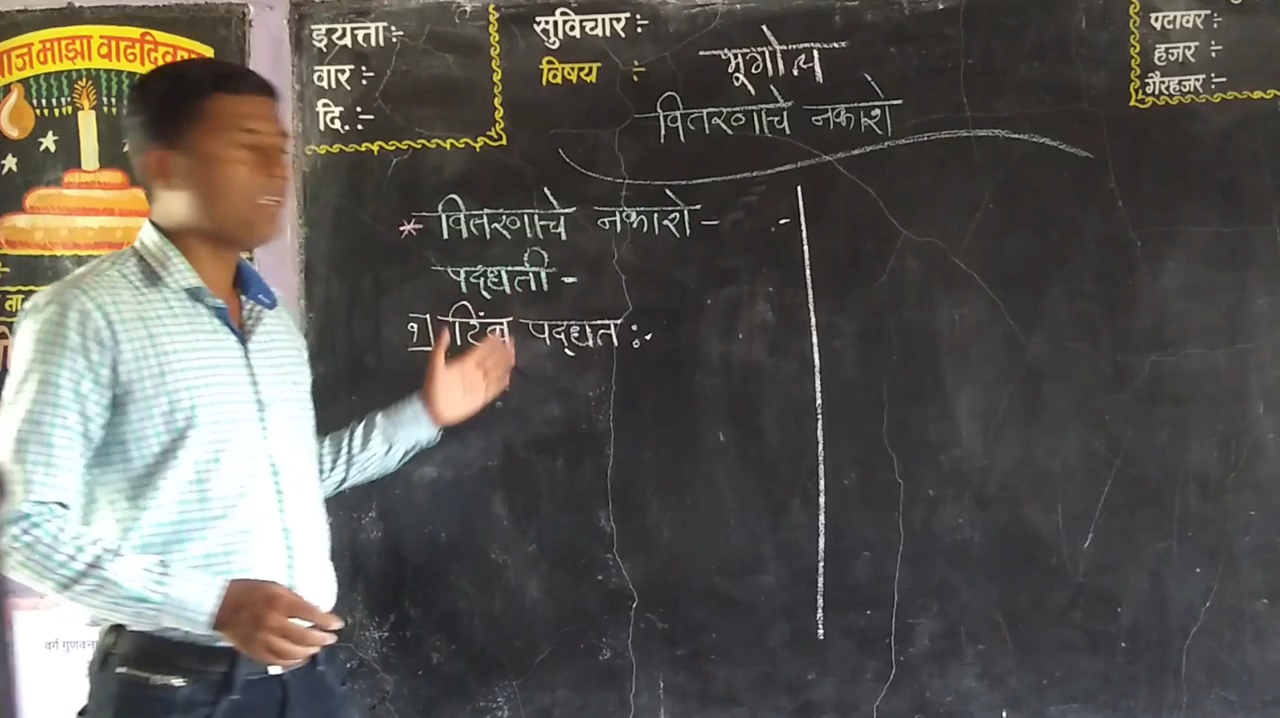 आज माझा वाढदिवस
इयत्ता:-
वार :-
दि. :-
सुविचार :-
विषय :- भूगोल
वितरणाचे नकाशे
पटावर :-
हजर :-
गैरहजर:-
* वितरणाचे नकाशे -
पद्धती -
१) टिंब पद्धत :-
वर्ग गुणवत्ता